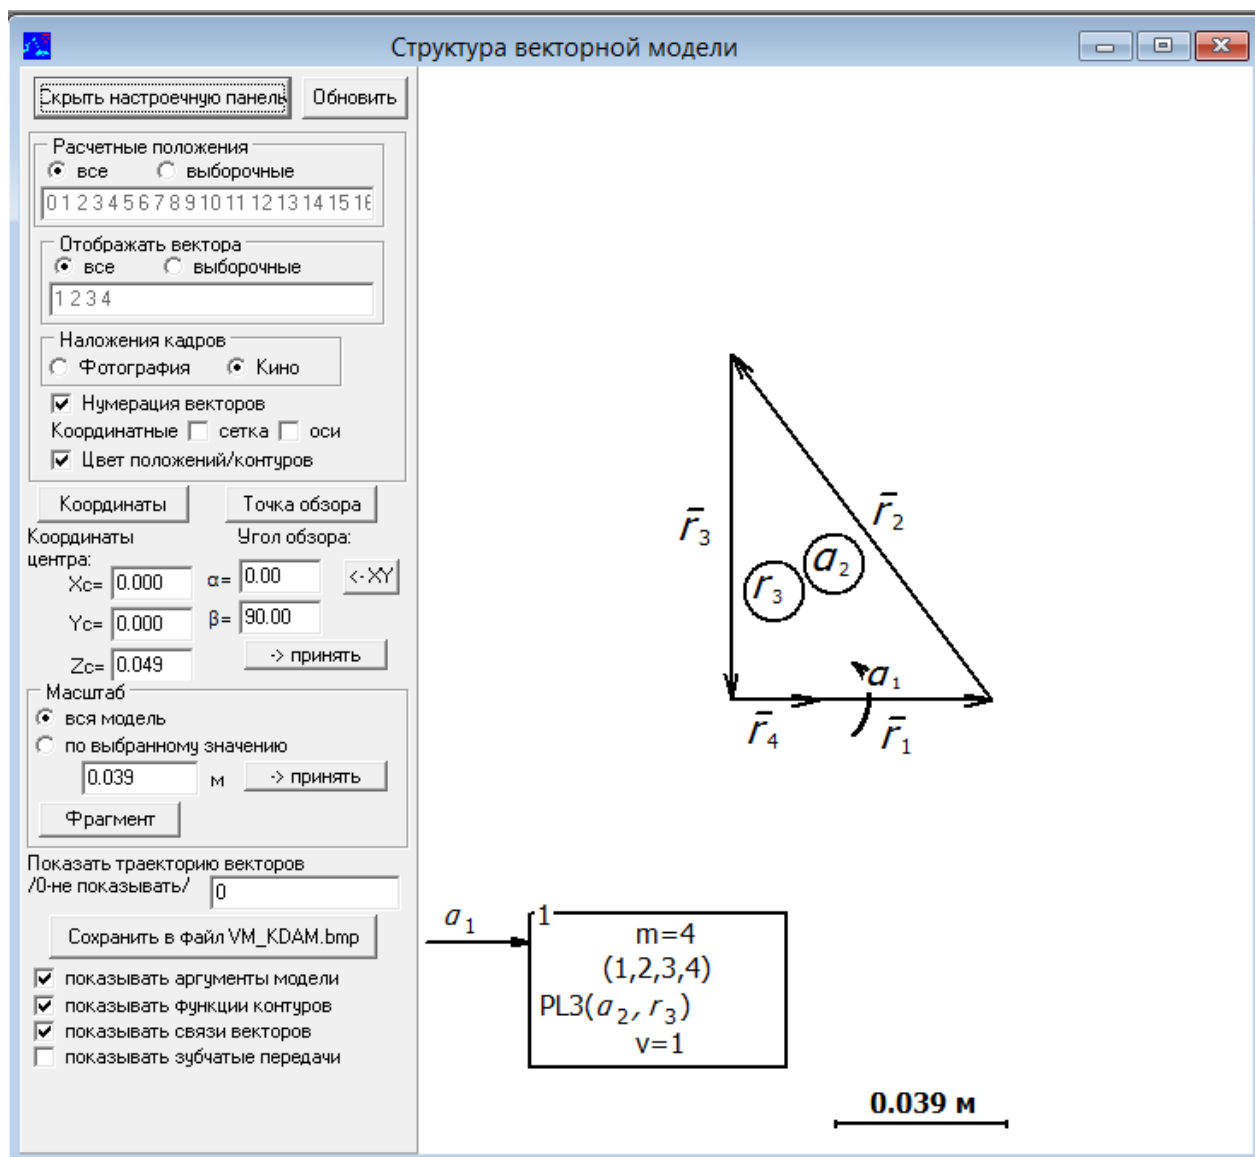 Структура векторной модели
Скрыть настроечную панель Обновить
Расчетные положения
все выборочные
0 1 2 3 4 5 6 7 8 9 10 11 12 13 14 15 16
Отображать вектора
все выборочные
1 2 3 4
Наложения кадров
Фотография Кино
Нумерация векторов
Координатные сетка оси
Цвет положений/контуров
Координаты Точка обзора
Координаты центра: Угол обзора:
Xc= 0.000 α= 0.00 <-XY
Yc= 0.000 β= 90.00
Zc= 0.049 -> принять
Масштаб
вся модель
по выбранному значению
0.039 м -> принять
Фрагмент
Показать траекторию векторов
/0-не показывать/ 0
Сохранить в файл VM_KDAM.bmp
показывать аргументы модели
показывать функции контуров
показывать связи векторов
показывать зубчатые передачи
r̄₃ r̄₂
a₂
r₃
a₁
r̄₄ r̄₁
a₁ 1
m=4
(1,2,3,4)
PL3(a₂, r₃)
v=1
0.039 м